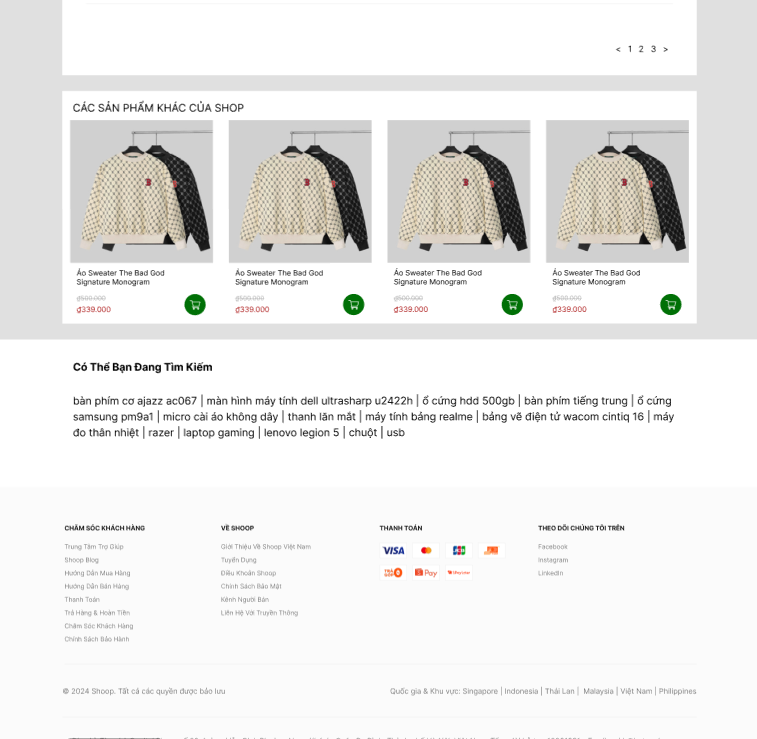 < 1 2 3 >
CÁC SẢN PHẨM KHÁC CỦA SHOP
Áo Sweater The Bad God
Signature Monogram
₫500.000
₫339.000
Áo Sweater The Bad God
Signature Monogram
₫500.000
₫339.000
Áo Sweater The Bad God
Signature Monogram
₫500.000
₫339.000
Áo Sweater The Bad God
Signature Monogram
₫500.000
₫339.000
Có Thể Bạn Đang Tìm Kiếm
bàn phím cơ ajazz ac067 | màn hình máy tính dell ultrasharp u2422h | ổ cứng hdd 500gb | bàn phím tiếng trung | ổ cứng
samsung pm9a1 | micro cài áo không dây | thanh lăn mắt | máy tính bảng realme | bảng vẽ điện tử wacom cintiq 16 | máy
đo thân nhiệt | razer | laptop gaming | lenovo legion 5 | chuột | usb
CHĂM SÓC KHÁCH HÀNG
Trung Tâm Trợ Giúp
Shoop Blog
Hướng Dẫn Mua Hàng
Hướng Dẫn Bán Hàng
Thanh Toán
Trả Hàng & Hoàn Tiền
Chăm Sóc Khách Hàng
Chính Sách Bảo Hành
VỀ SHOOP
Giới Thiệu Về Shoop Việt Nam
Tuyển Dụng
Điều Khoản Shoop
Chính Sách Bảo Mật
Kênh Người Bán
Liên Hệ Với Truyền Thông
THANH TOÁN
VISA
JCB
Pay
THEO DÕI CHÚNG TÔI TRÊN
Facebook
Instagram
LinkedIn
© 2024 Shoop. Tất cả các quyền được bảo lưu
Quốc gia & Khu vực: Singapore | Indonesia | Thái Lan | Malaysia | Việt Nam | Philippines